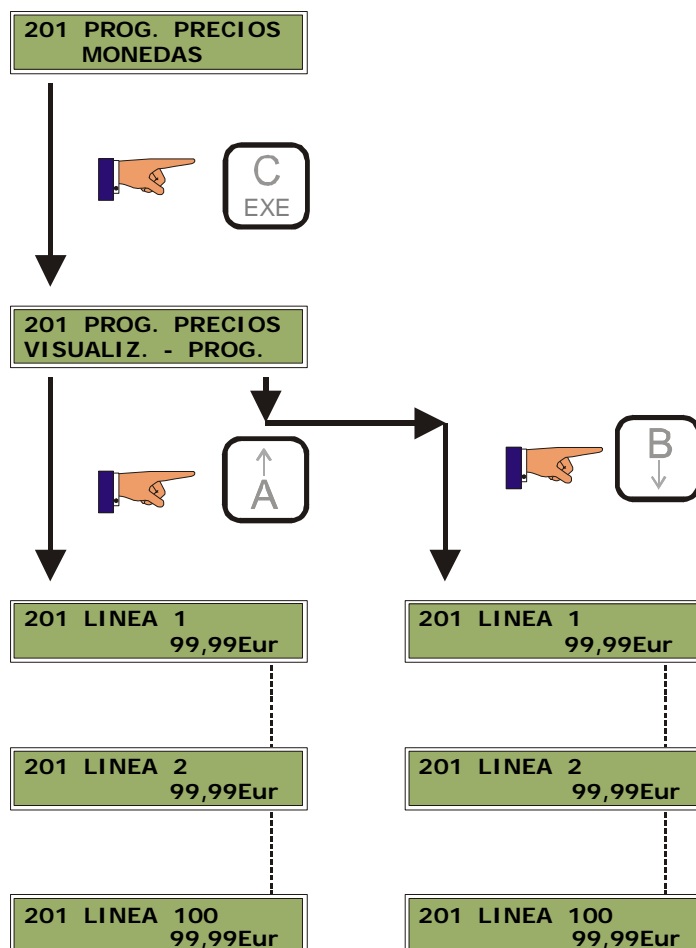 201 PROG. PRECIOS
MONEDAS
C
EXE
201 PROG. PRECIOS
VISUALIZ. - PROG.
A
B
201 LINEA 1
99,99Eur
201 LINEA 1
99,99Eur
201 LINEA 2
99,99Eur
201 LINEA 2
99,99Eur
201 LINEA 100
99,99Eur
201 LINEA 100
99,99Eur